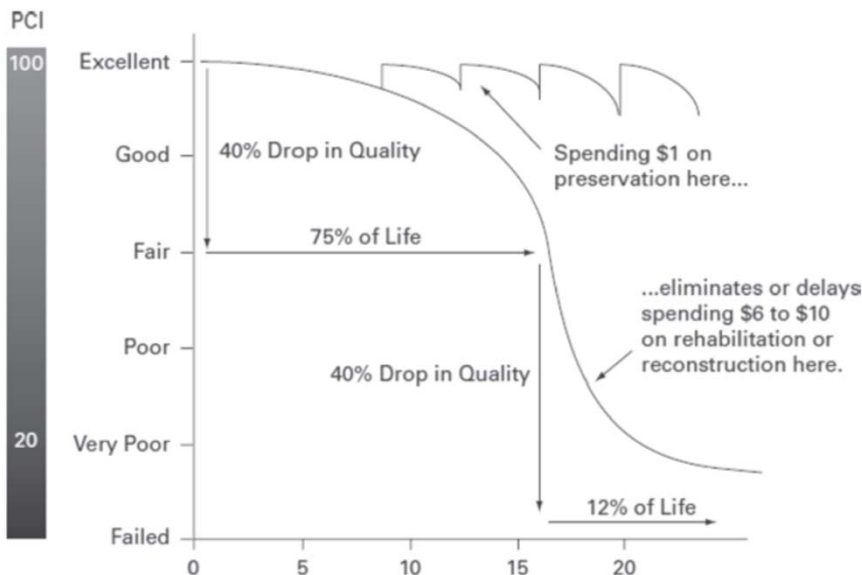 PCI
100
20
Excellent
Good
Fair
Poor
Very Poor
Failed
40% Drop in Quality
75% of Life
Spending $1 on
preservation here...
...eliminates or delays
spending $6 to $10
on rehabilitation or
reconstruction here.
40% Drop in Quality
12% of Life
0
5
10
15
20